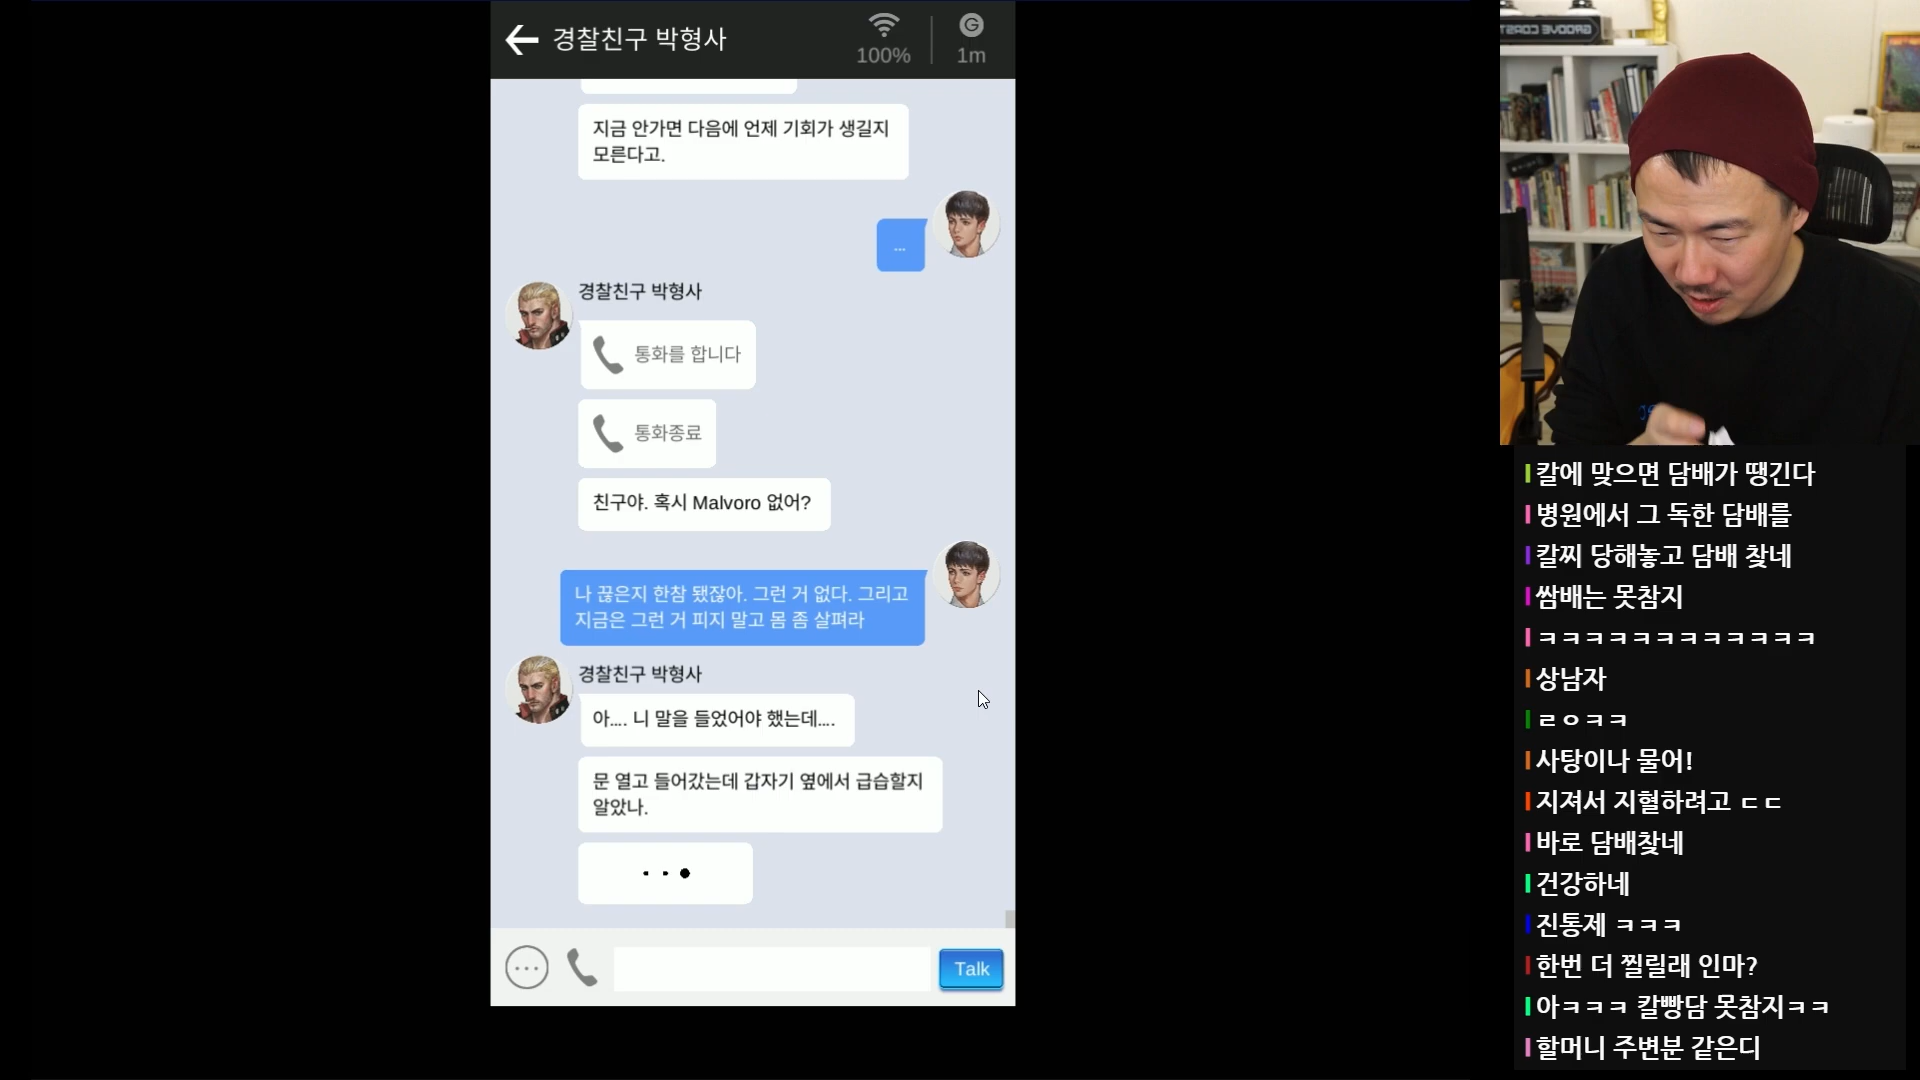 경찰친구 박형사
100%
G
1m
지금 안가면 다음에 언제 기회가 생길지
모른다고.
...
경찰친구 박형사
통화를 합니다
통화종료
친구야. 혹시 Malvoro 없어?
나 끊은지 한참 됐잖아. 그런 거 없다. 그리고
지금은 그런 거 피지 말고 몸 좀 살펴라
경찰친구 박형사
아.... 니 말을 들었어야 했는데....
문 열고 들어갔는데 갑자기 옆에서 급습할지
알았나.
Talk
GROOVE COAST
칼에 맞으면 담배가 땡긴다
병원에서 그 독한 담배를
칼찌 당해놓고 담배 찾네
쌈배는 못참지
ㅋㅋㅋㅋㅋㅋㅋㅋㅋㅋㅋㅋ
상남자
ㄹㅇㅋㅋ
사탕이나 물어!
지져서 지혈하려고 ㄷㄷ
바로 담배찾네
건강하네
진통제 ㅋㅋㅋ
한번 더 찔릴래 인마?
아ㅋㅋㅋ 칼빵담 못참지ㅋㅋ
할머니 주변분 같은디